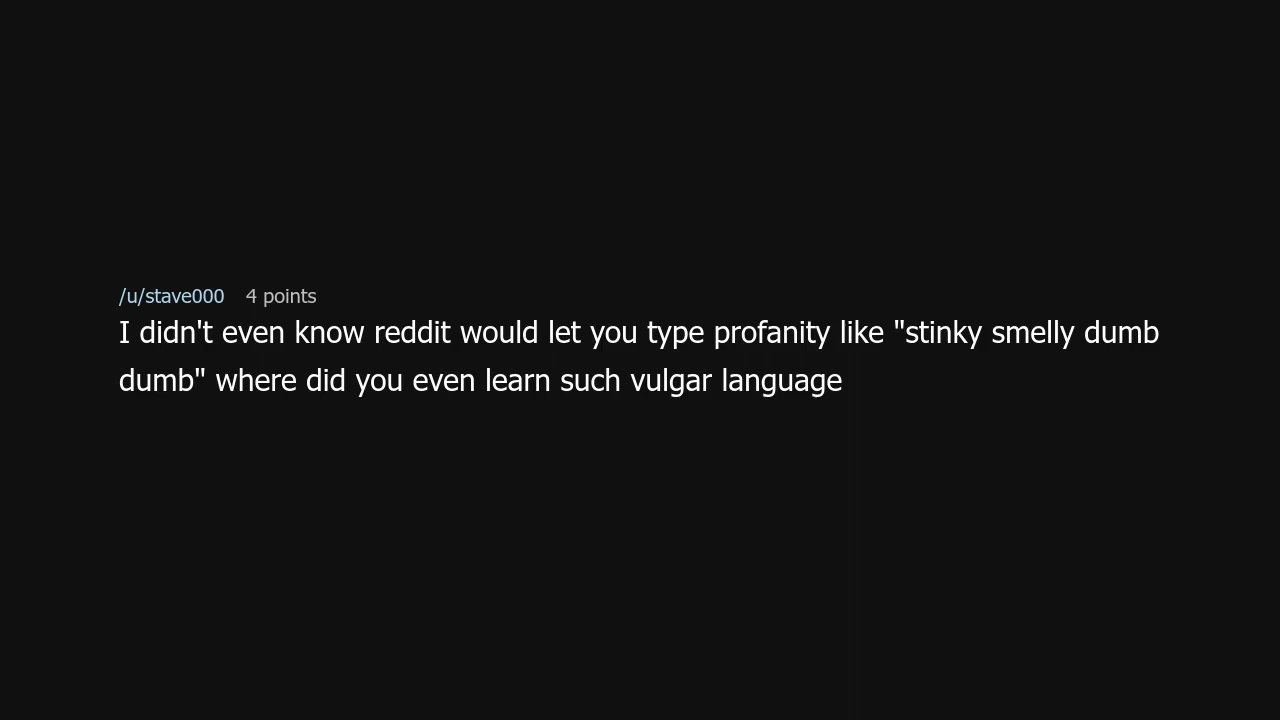 /u/stave000 4 points
I didn't even know reddit would let you type profanity like "stinky smelly dumb
dumb" where did you even learn such vulgar language